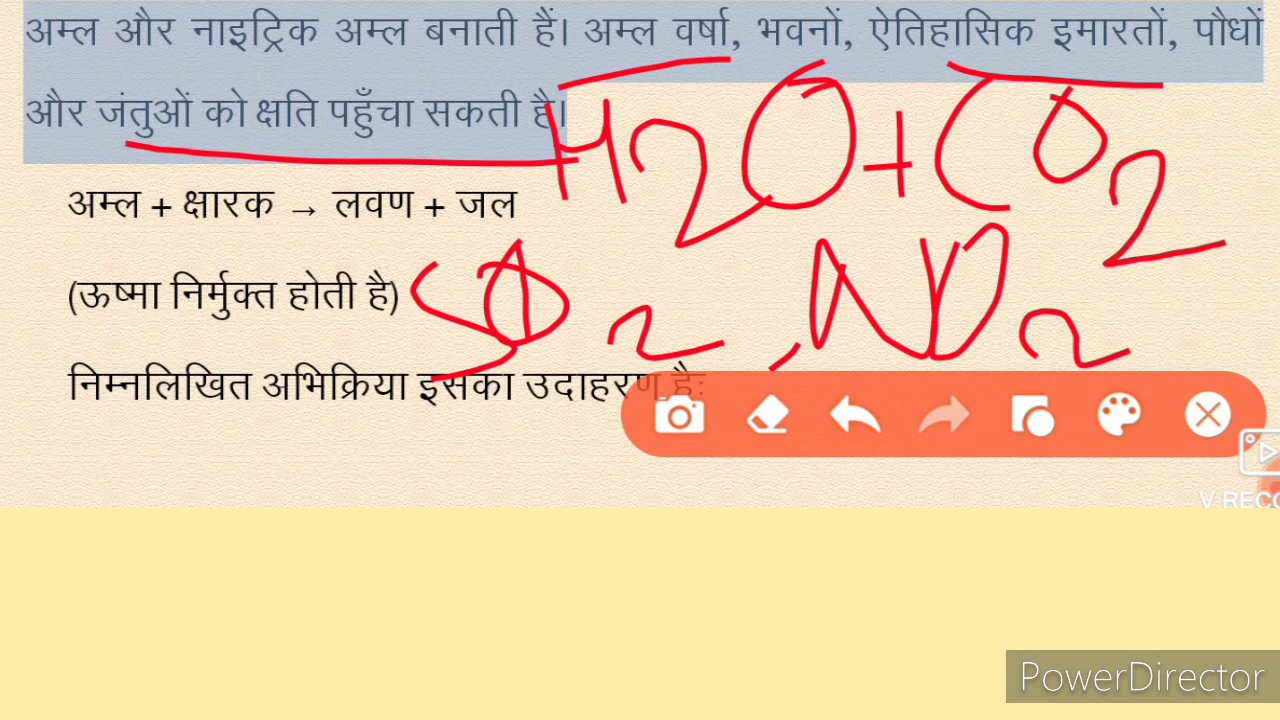 अम्ल और नाइट्रिक अम्ल बनाती हैं। अम्ल वर्षा, भवनों, ऐतिहासिक इमारतों, पौधों
और जंतुओं को क्षति पहुँचा सकती है।
H2O+CO2
अम्ल + क्षारक → लवण + जल
(ऊष्मा निर्मुक्त होती है)
SO2, NO2
निम्नलिखित अभिक्रिया इसका उदाहरण हैः
PowerDirector